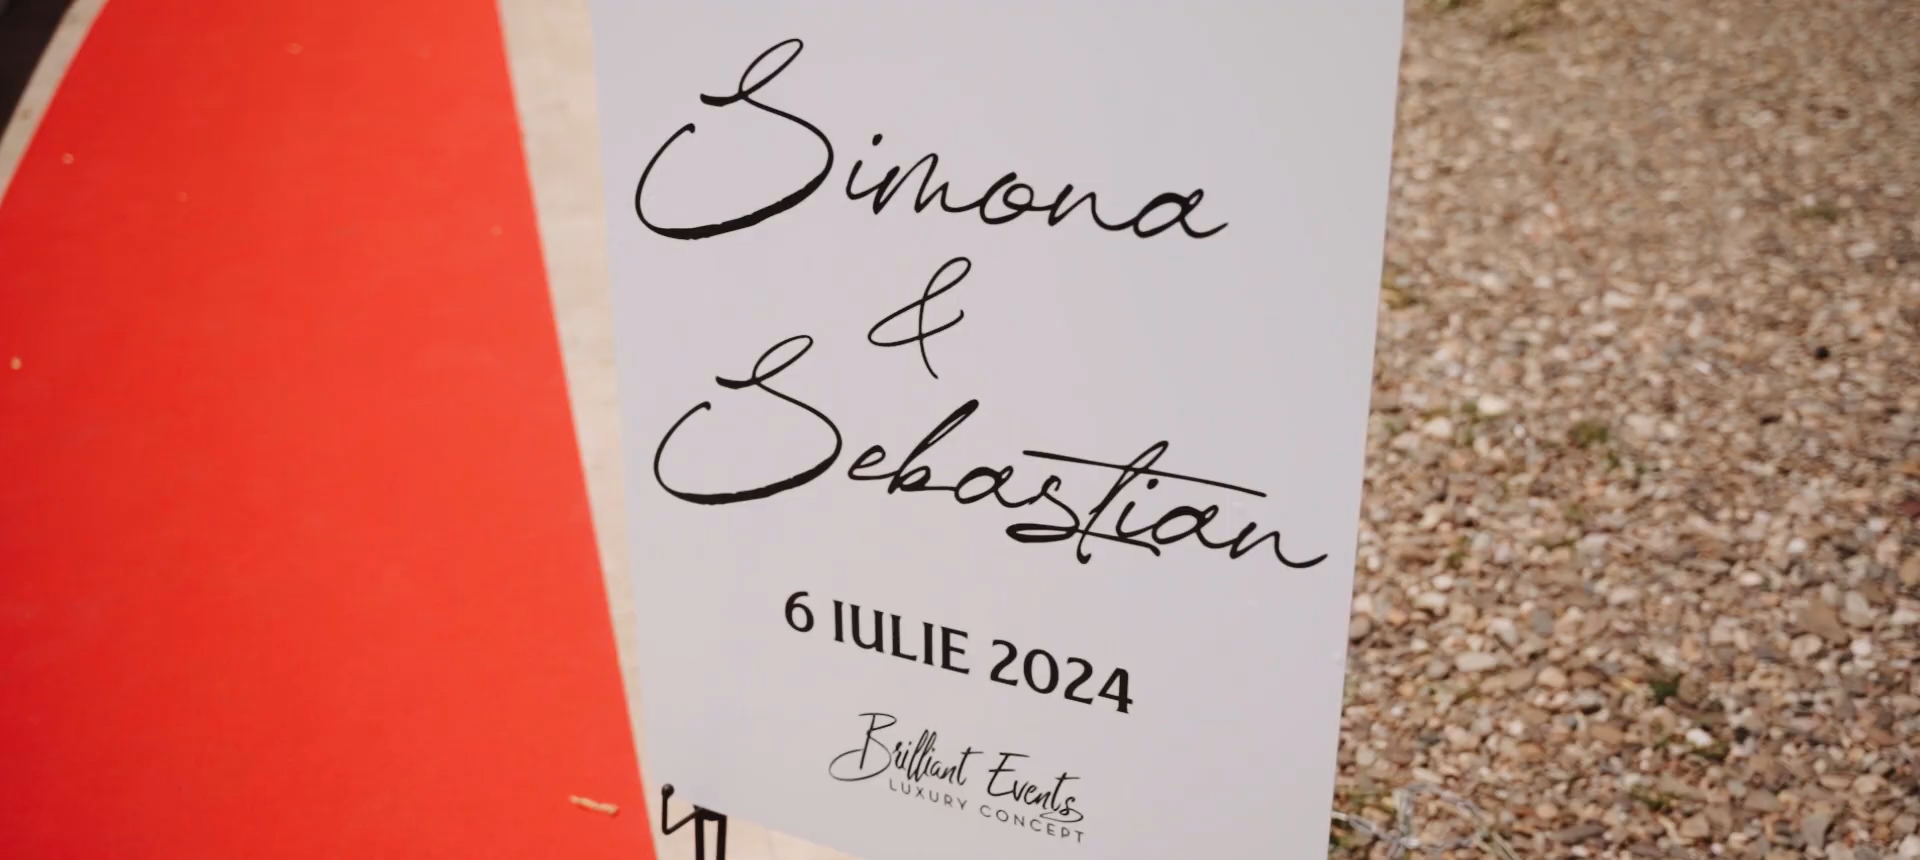 Simona
&
Sebastian
6 IULIE 2024
Brilliant Events
LUXURY CONCEPT